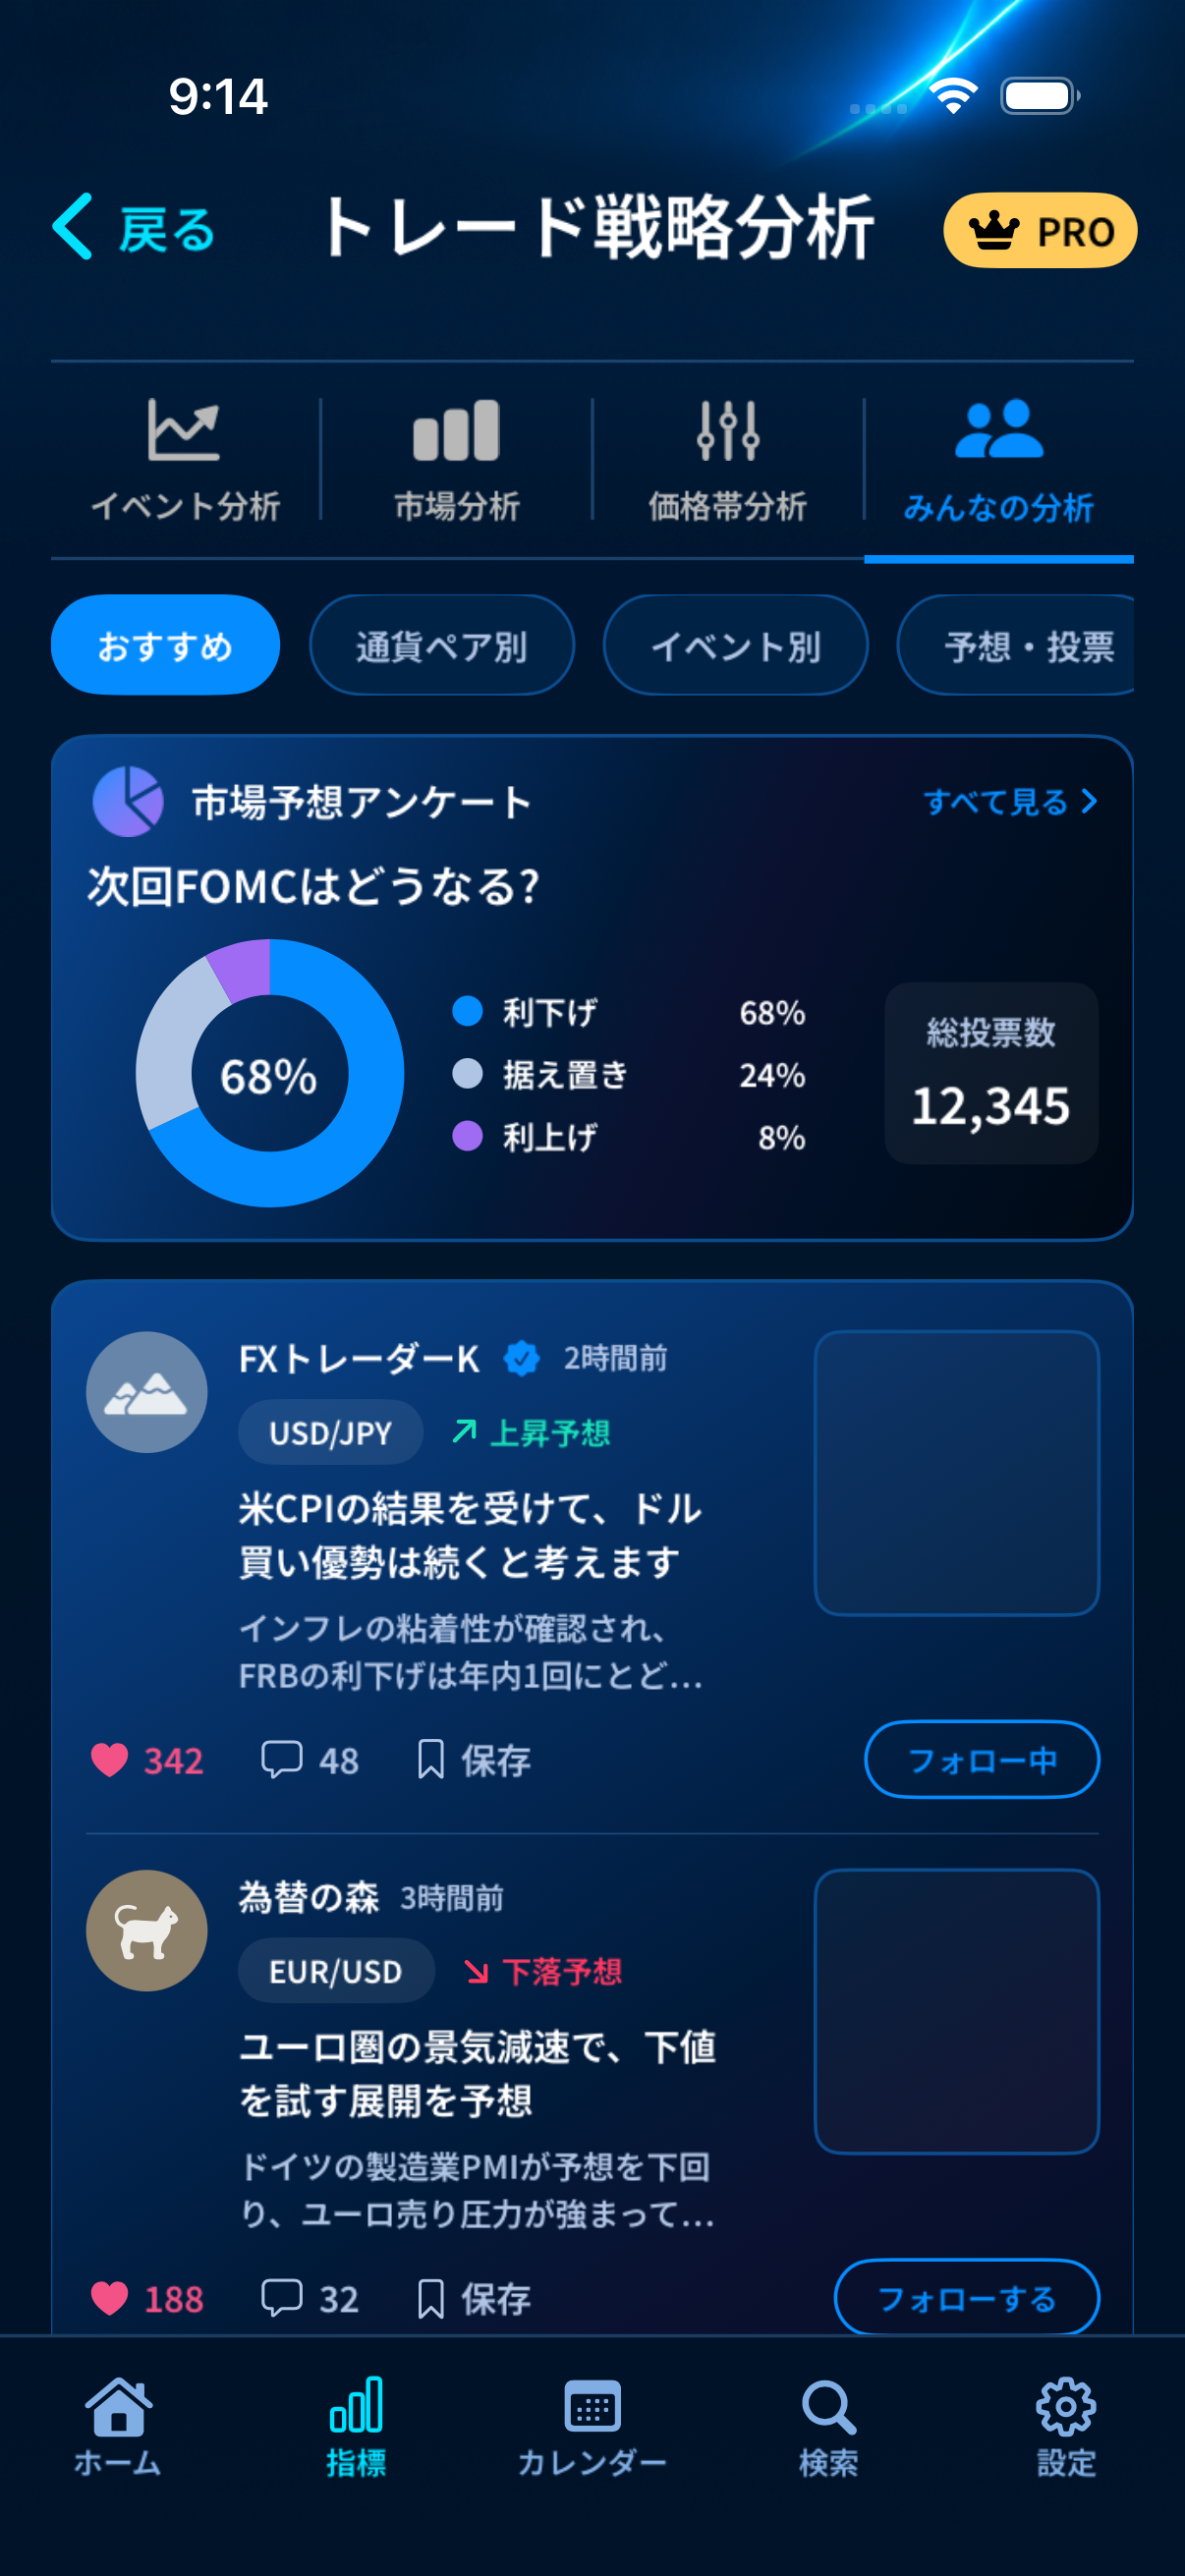 9:14
戻る
トレード戦略分析
PRO
イベント分析
市場分析
価格帯分析
みんなの分析
おすすめ
通貨ペア別
イベント別
予想・投票
市場予想アンケート
すべて見る
次回FOMCはどうなる?
68%
利下げ 68%
据え置き 24%
利上げ 8%
総投票数
12,345
FXトレーダーK 2時間前
USD/JPY 上昇予想
米CPIの結果を受けて、ドル
買い優勢は続くと考えます
インフレの粘着性が確認され、
FRBの利下げは年内1回にとど...
342 48 保存 フォロー中
為替の森 3時間前
EUR/USD 下落予想
ユーロ圏の景気減速で、下値
を試す展開を予想
ドイツの製造業PMIが予想を下回
り、ユーロ売り圧力が強まって...
188 32 保存 フォローする
ホーム
指標
カレンダー
検索
設定